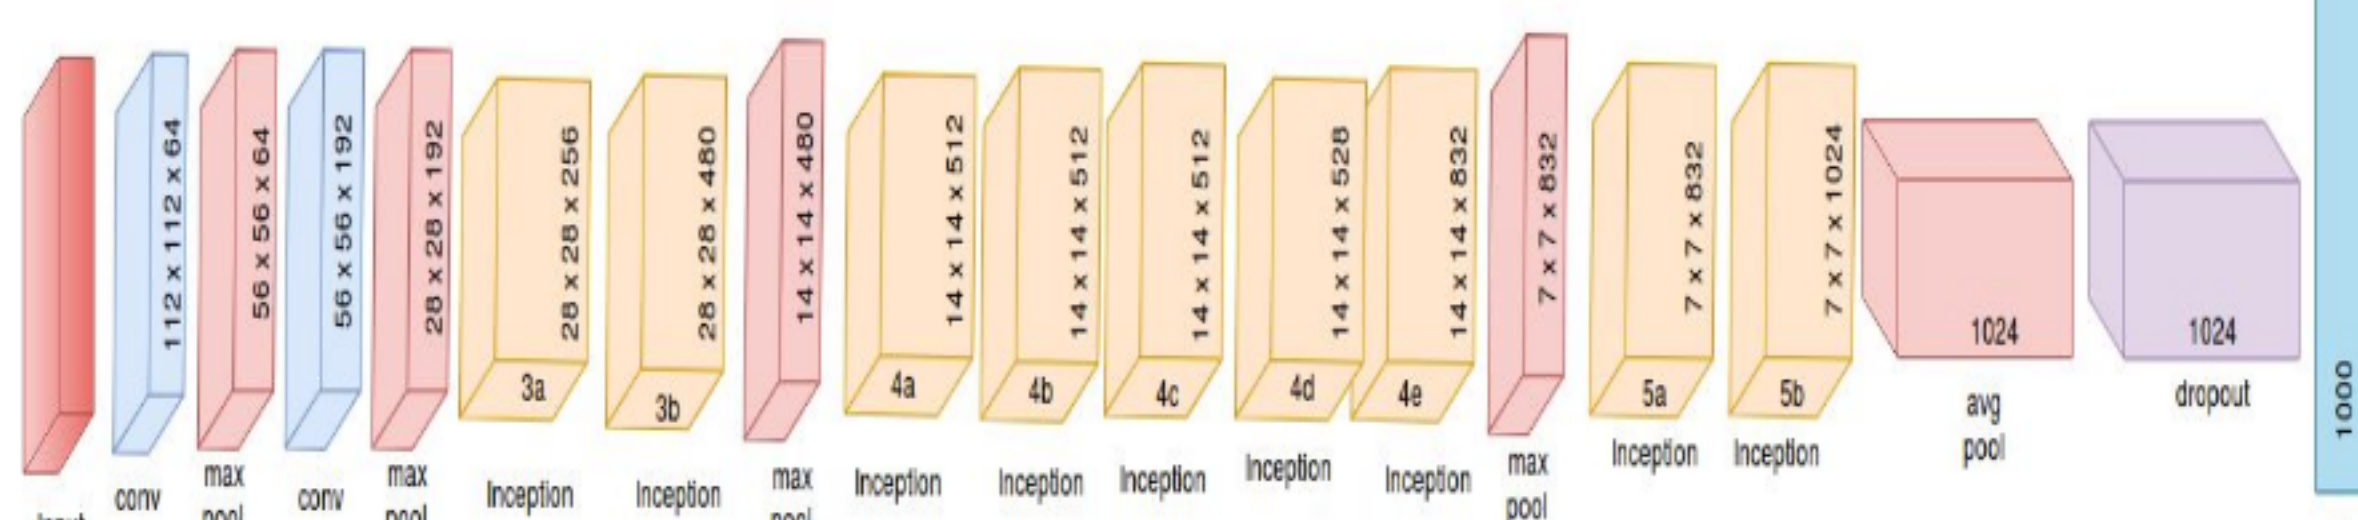 112 x 112 x 64
56 x 56 x 64
56 x 56 x 192
28 x 28 x 192
28 x 28 x 256
28 x 28 x 480
14 x 14 x 480
14 x 14 x 512
14 x 14 x 512
14 x 14 x 512
14 x 14 x 528
14 x 14 x 832
7 x 7 x 832
7 x 7 x 832
7 x 7 x 1024
1024
1024
1000
3a
3b
4a
4b
4c
4d
4e
5a
5b
input
conv
max
pool
conv
max
pool
Inception
Inception
max
pool
Inception
Inception
Inception
Inception
Inception
max
pool
Inception
Inception
avg
pool
dropout